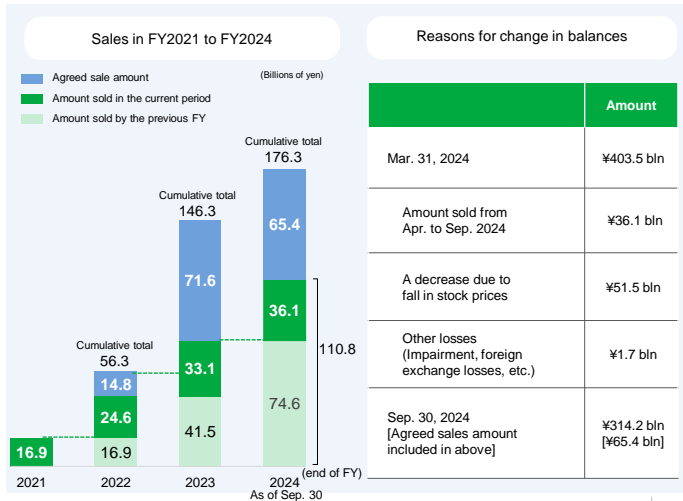 Sales in FY2021 to FY2024
Agreed sale amount
(Billions of yen)
Amount sold in the current period
Amount sold by the previous FY
Cumulative total
176.3
Cumulative total
146.3
65.4
71.6
36.1
110.8
Cumulative total
56.3
14.8
33.1
24.6
74.6
41.5
16.9
16.9
2021
2022
2023
2024
(end of FY)
As of Sep. 30
Reasons for change in balances
Amount
Mar. 31, 2024
¥403.5 bln
Amount sold from
Apr. to Sep. 2024
¥36.1 bln
A decrease due to
fall in stock prices
¥51.5 bln
Other losses
(Impairment, foreign
exchange losses, etc.)
¥1.7 bln
Sep. 30, 2024
[Agreed sales amount
included in above]
¥314.2 bln
[¥65.4 bln]